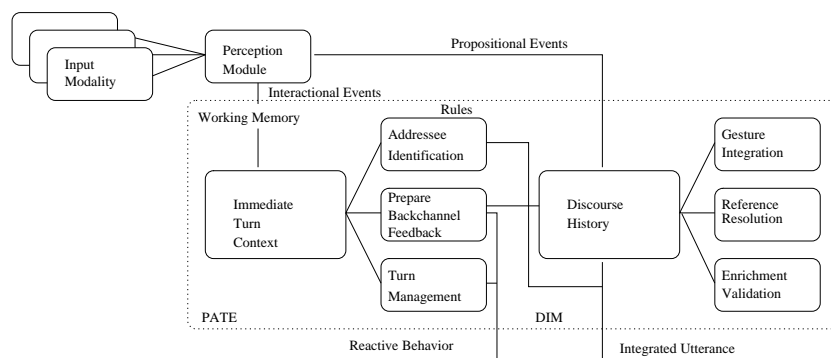 Input
Modality
Perception
Module
Propositional Events
Interactional Events
Working Memory
Rules
Addressee
Identification
Gesture
Integration
Immediate
Turn
Context
Prepare
Backchannel
Feedback
Discourse
History
Reference
Resolution
Turn
Management
Enrichment
Validation
PATE
DIM
Reactive Behavior
Integrated Utterance